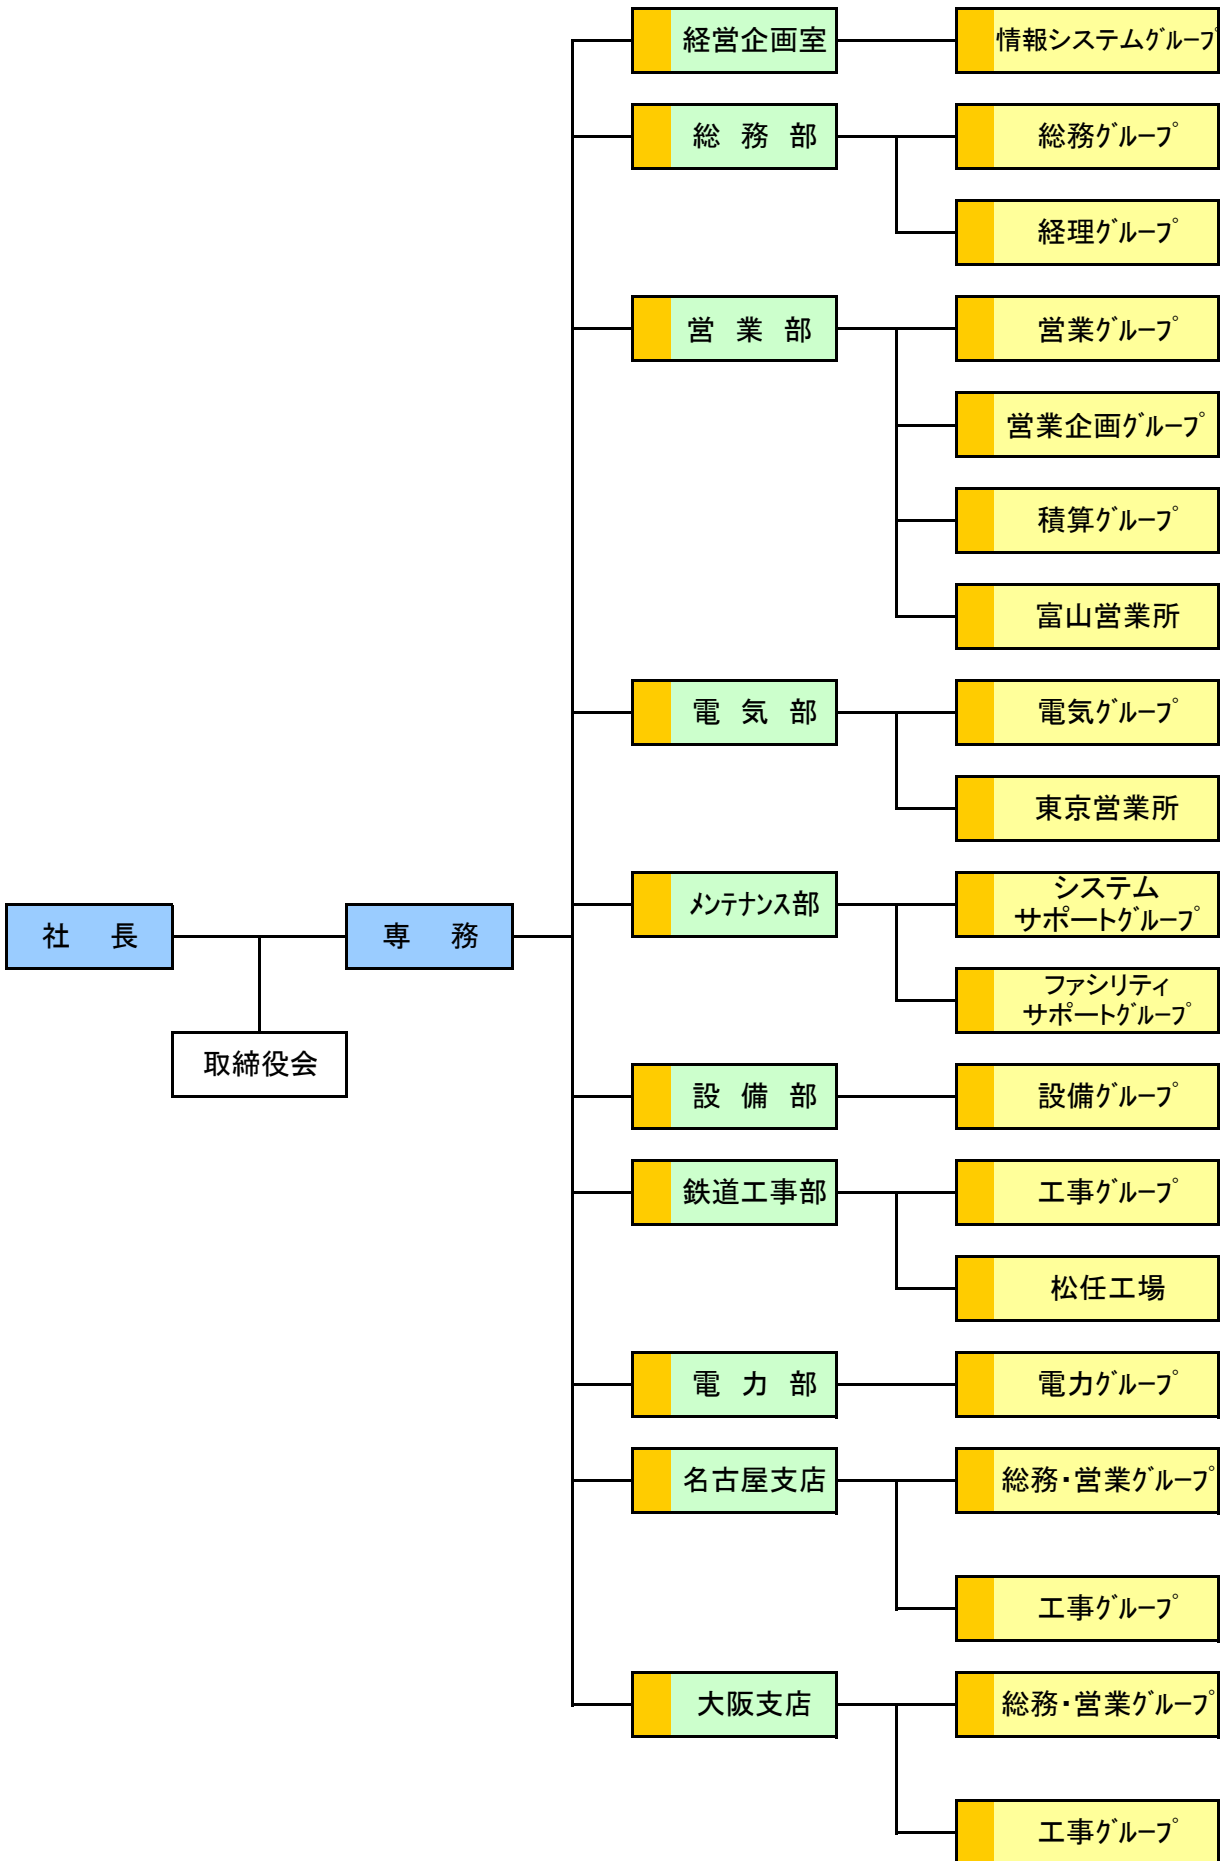 経営企画室
情報システムｸﾞﾙｰﾌﾟ
総 務 部
総務ｸﾞﾙｰﾌﾟ
経理ｸﾞﾙｰﾌﾟ
営 業 部
営業ｸﾞﾙｰﾌﾟ
営業企画ｸﾞﾙｰﾌﾟ
積算ｸﾞﾙｰﾌﾟ
富山営業所
電 気 部
電気ｸﾞﾙｰﾌﾟ
東京営業所
ﾒﾝﾃﾅﾝｽ部
システム
サポートｸﾞﾙｰﾌﾟ
社 長
専 務
ファシリティ
サポートｸﾞﾙｰﾌﾟ
取締役会
設 備 部
設備ｸﾞﾙｰﾌﾟ
鉄道工事部
工事ｸﾞﾙｰﾌﾟ
松任工場
電 力 部
電力ｸﾞﾙｰﾌﾟ
名古屋支店
総務・営業ｸﾞﾙｰﾌﾟ
工事ｸﾞﾙｰﾌﾟ
大阪支店
総務・営業ｸﾞﾙｰﾌﾟ
工事ｸﾞﾙｰﾌﾟ